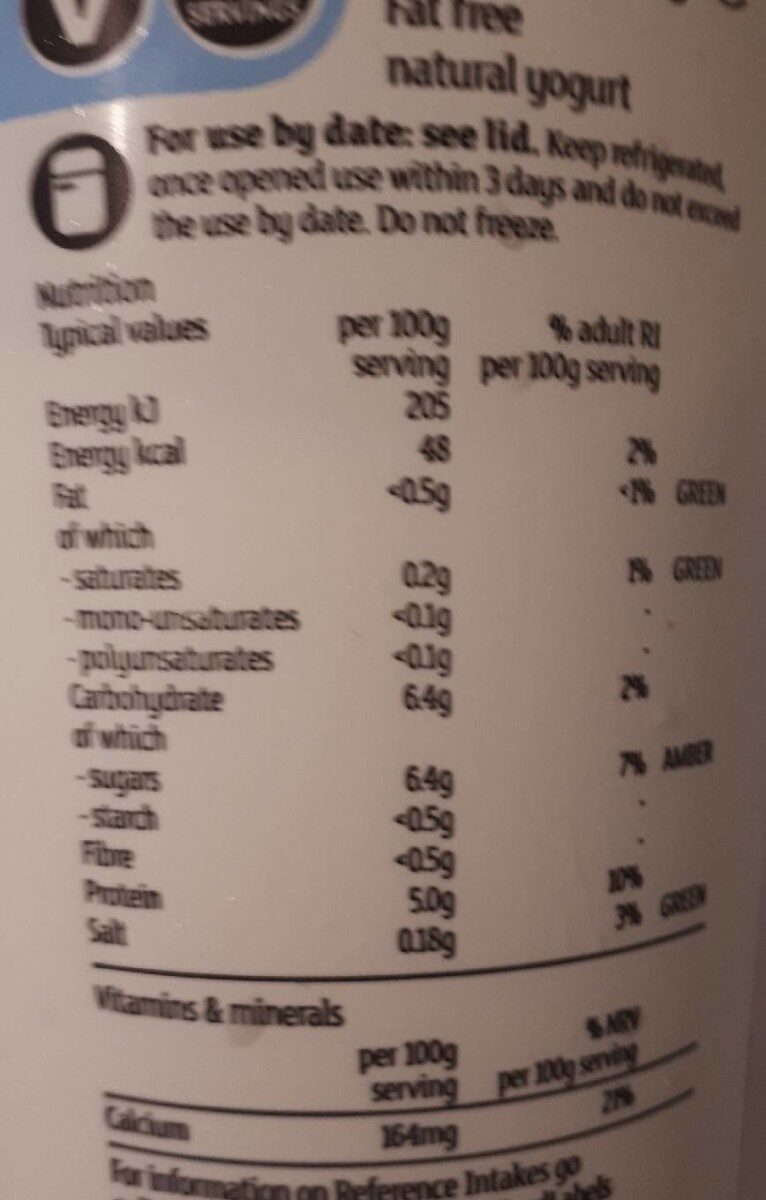 V
SERVINGS
Fat free
natural yogurt
For use by date: see lid. Keep refrigerated,
once opened use within 3 days and do not exceed
the use by date. Do not freeze.
Nutrition
Typical values per 100g % adult RI
serving per 100g serving
Energy kJ 205
Energy kcal 48 2%
Fat <0.5g <1% GREEN
of which
-saturates 0.2g 1% GREEN
-mono-unsaturates <0.1g -
-polyunsaturates <0.1g -
Carbohydrate 6.4g 2%
of which
-sugars 6.4g 7% AMBER
-starch <0.5g -
Fibre <0.5g -
Protein 5.0g 10%
Salt 0.18g 3% GREEN
Vitamins & minerals
per 100g % NRV
serving per 100g serving
Calcium 164mg 21%
For information on Reference Intakes go